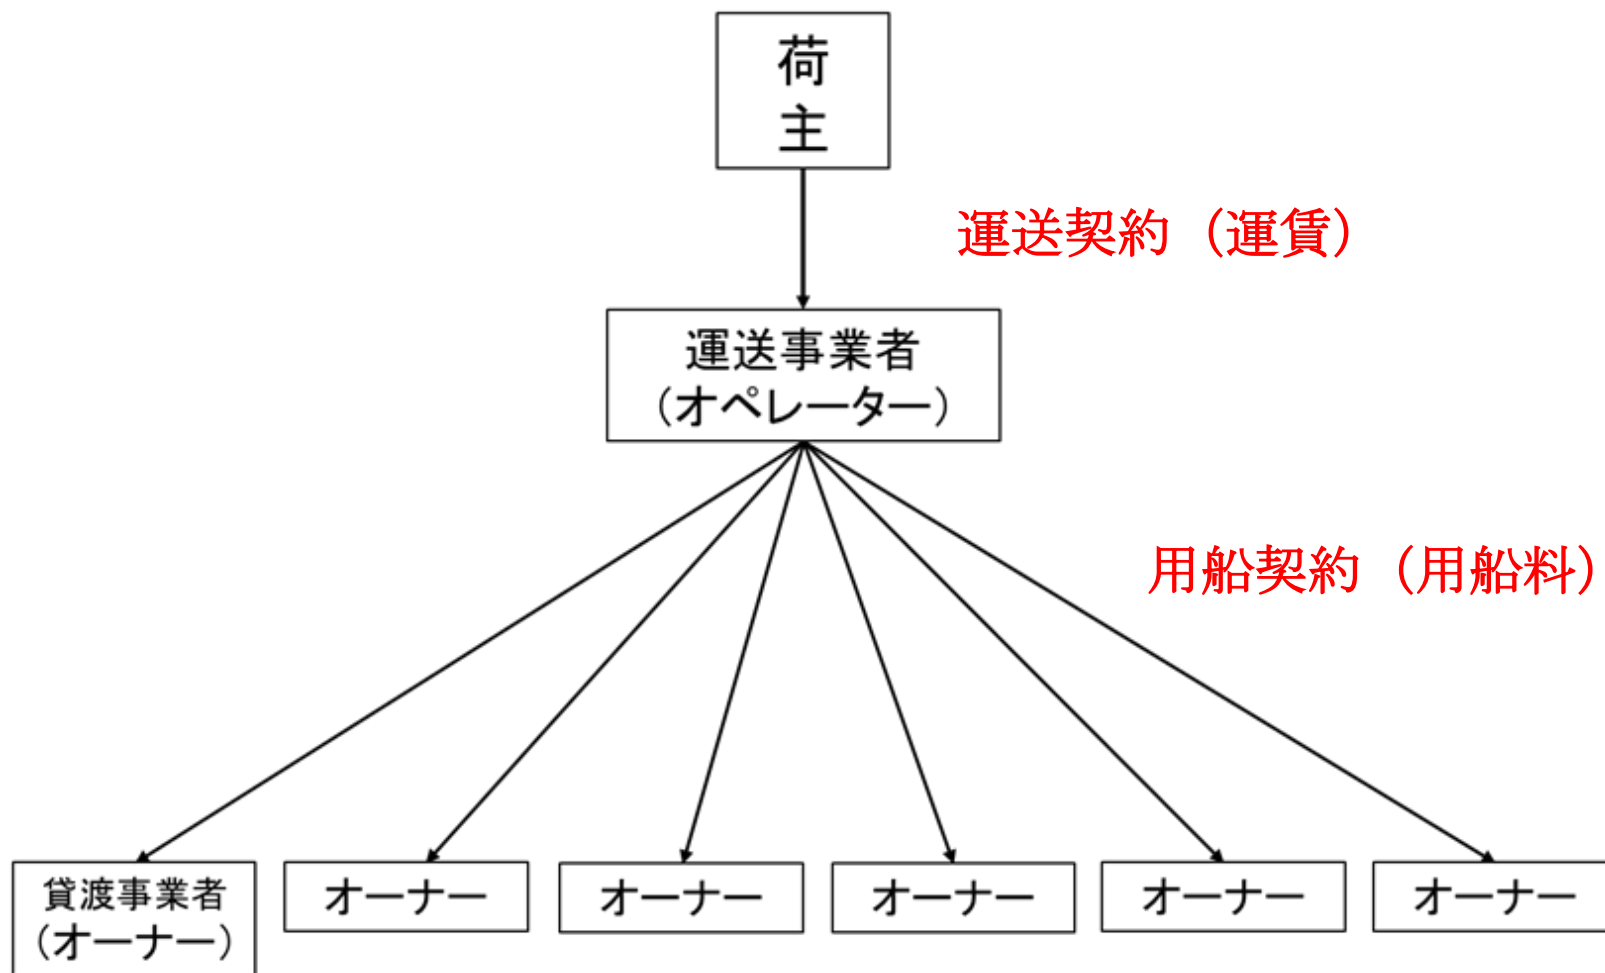 荷
主
運送契約（運賃）
運送事業者
（オペレーター）
用船契約（用船料）
貸渡事業者
（オーナー）
オーナー
オーナー
オーナー
オーナー
オーナー